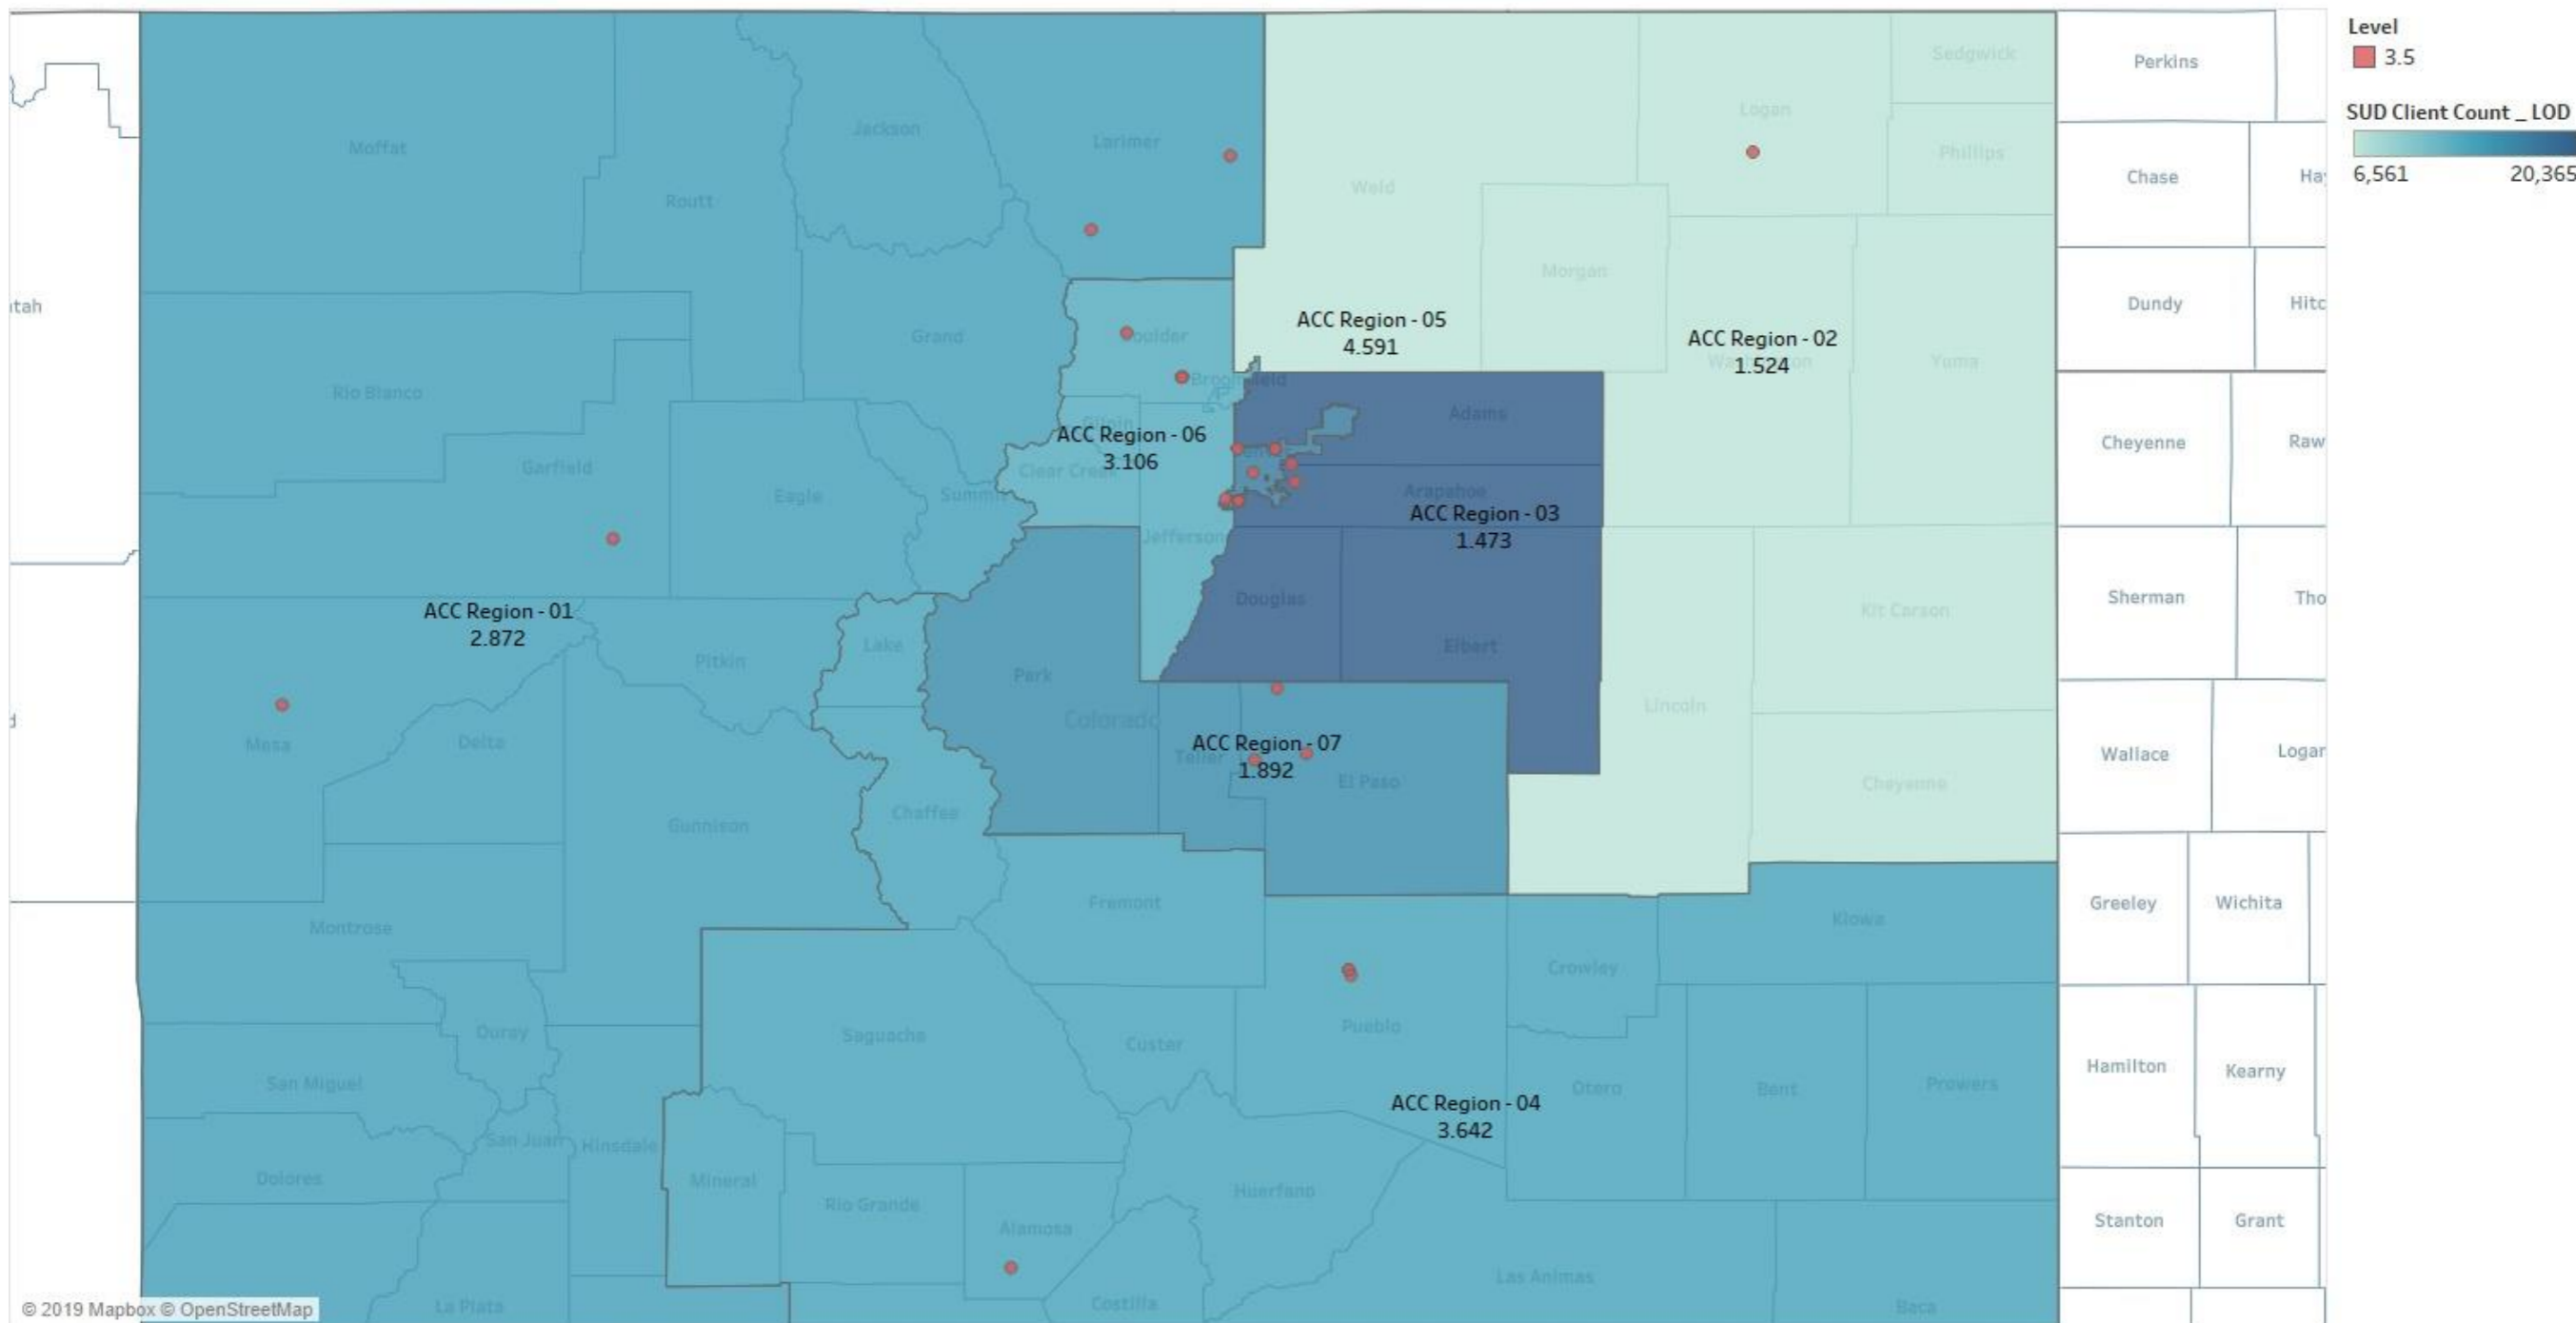 Level
3.5
SUD Client Count _ LOD
6,561
20,365
Sedgwick
Perkins
Logan
Jackson
Larimer
Moffat
Phillips
Chase
Weld
Routt
Morgan
Dundy
ACC Region - 05
4.591
ACC Region - 02
1.524
Grand
Yuma
Rio Blanco
Adams
ACC Region - 06
3.106
Cheyenne
Garfield
Eagle
Arapahoe
ACC Region - 03
1.473
Jefferson
ACC Region - 01
2.872
Douglas
Kit Carson
Sherman
Lake
Elbert
Pitkin
Park
Lincoln
Colorado
Mesa
Delta
ACC Region - 07
1.892
Teller
El Paso
Wallace
Cheyenne
Gunnison
Chaffee
Fremont
Greeley
Wichita
Montrose
Kiowa
Crowley
Ouray
Saguache
Custer
Pueblo
Hamilton
Kearny
San Miguel
Otero
Bent
Prowers
ACC Region - 04
3.642
San Juan
Hinsdale
Dolores
Mineral
Rio Grande
Huerfano
Alamosa
Stanton
Grant
Las Animas
Costilla
La Plata
Baca
© 2019 Mapbox © OpenStreetMap